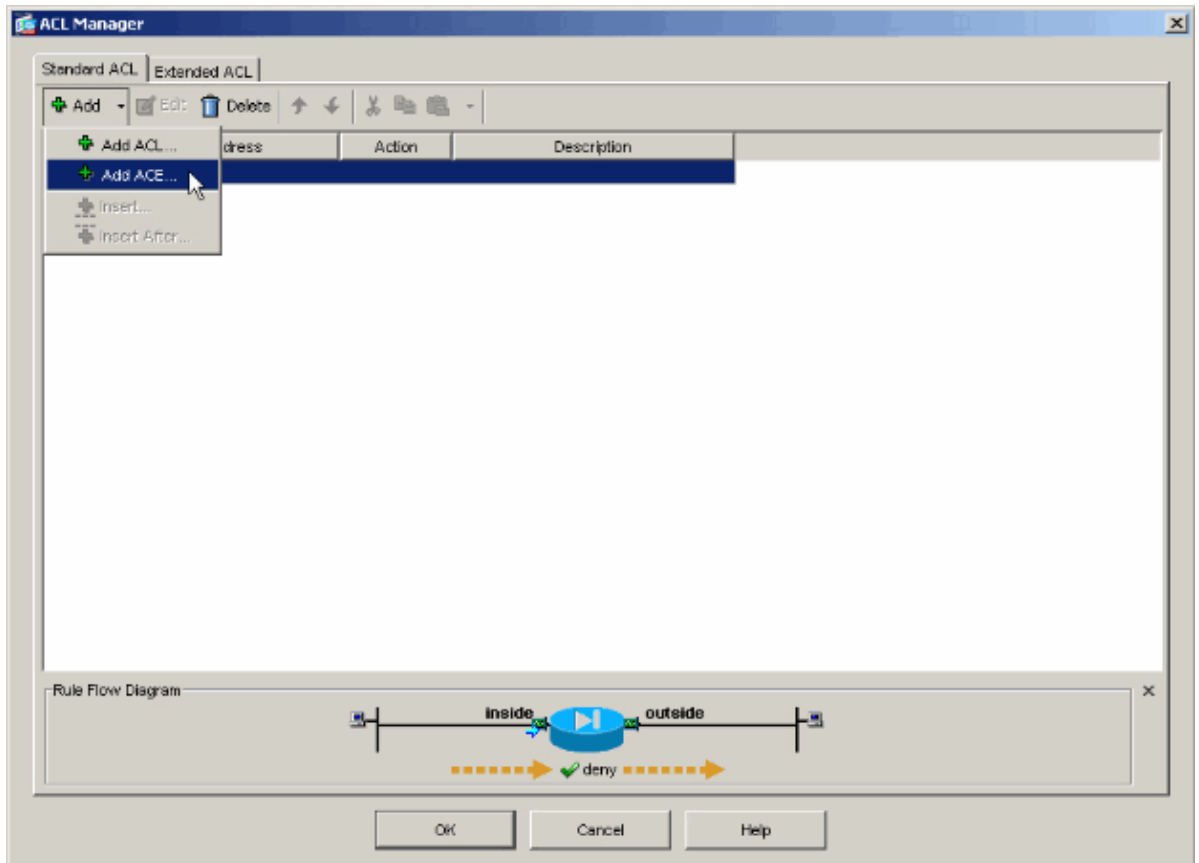 ACL Manager
Standard ACL Extended ACL
Add Edit Delete
Add ACL...
dress Action Description
Add ACE...
Insert...
Insert After...
Rule Flow Diagram
inside outside
deny
OK Cancel Help